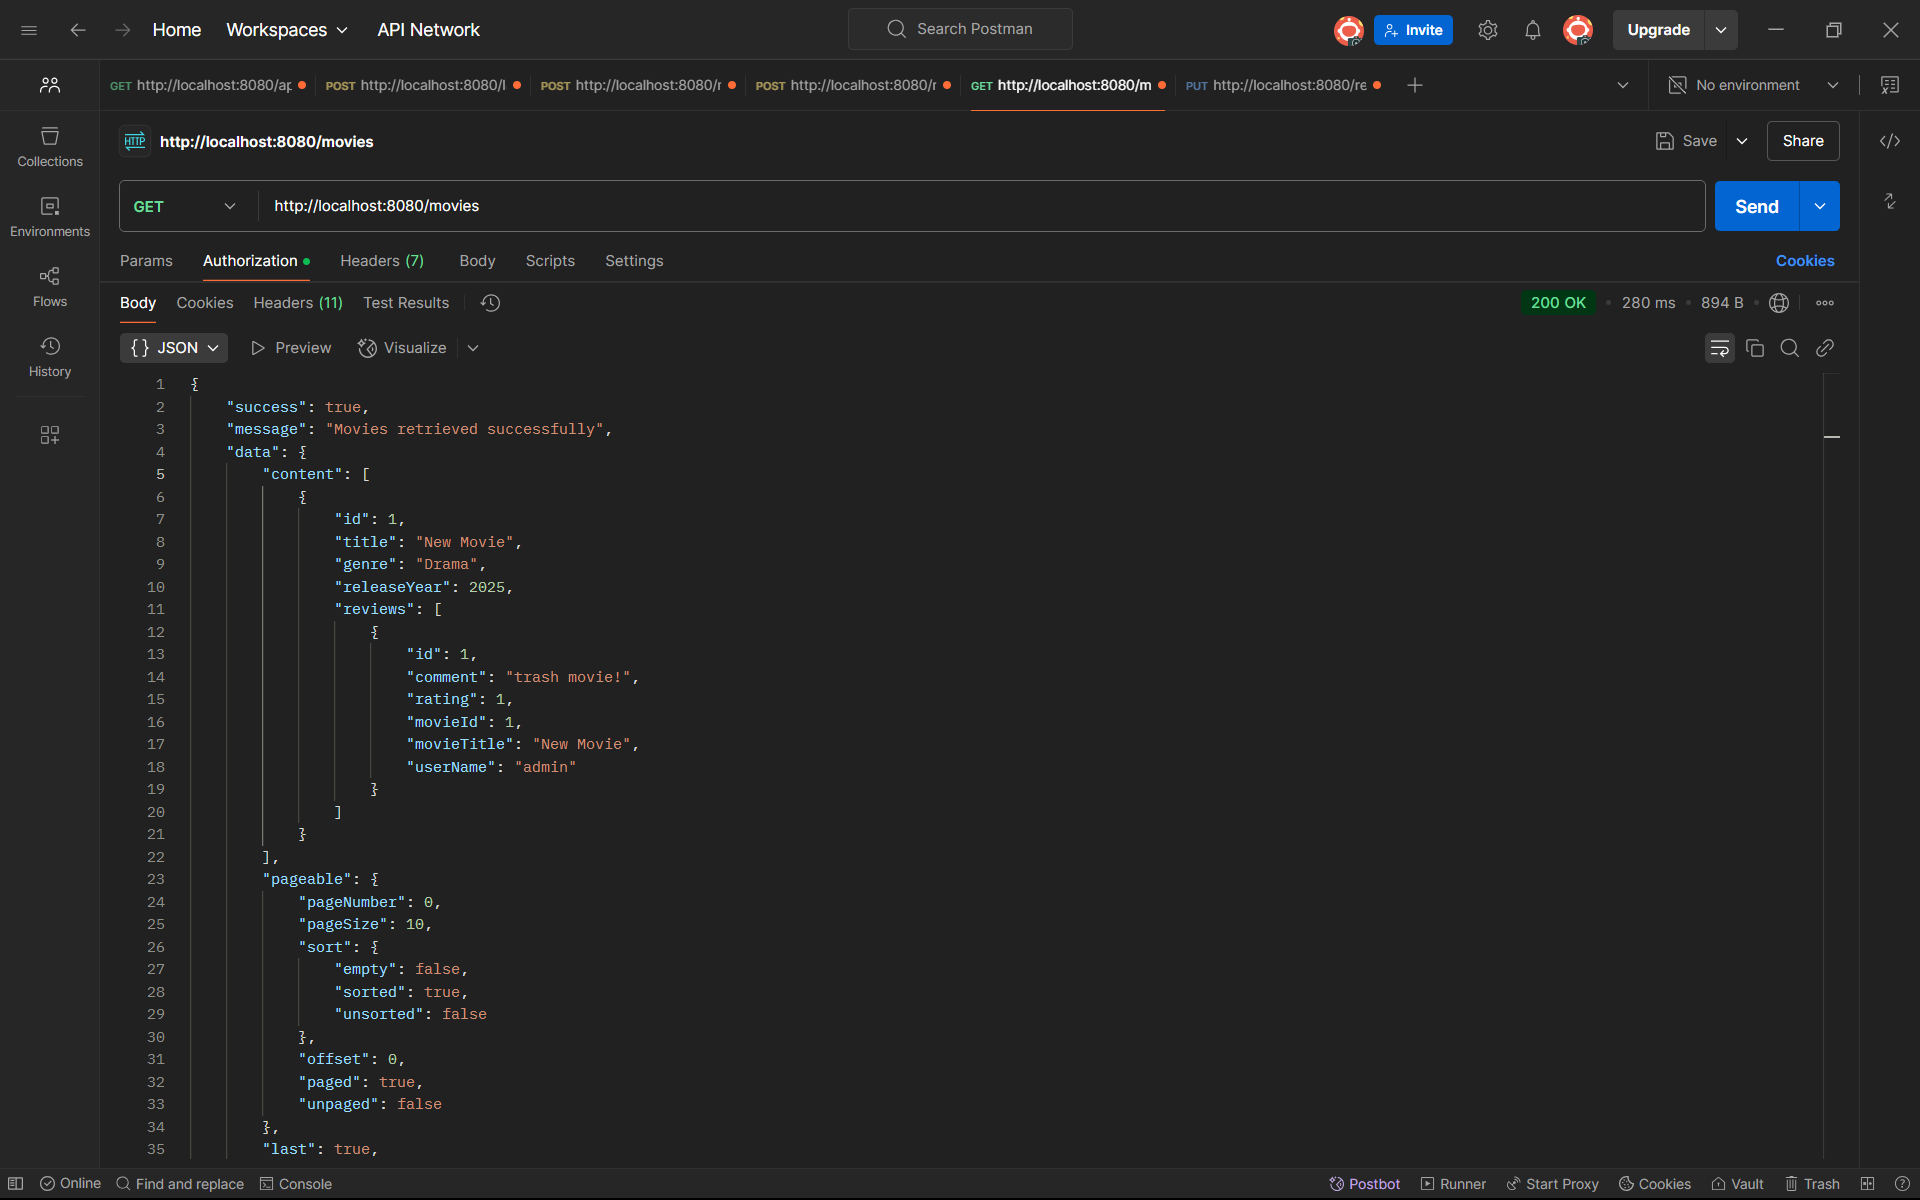 Home Workspaces API Network Search Postman Invite Upgrade
GET http://localhost:8080/ap POST http://localhost:8080/l POST http://localhost:8080/r POST http://localhost:8080/r GET http://localhost:8080/m PUT http://localhost:8080/re No environment
HTTP http://localhost:8080/movies Save Share
GET http://localhost:8080/movies Send
Params Authorization Headers (7) Body Scripts Settings Cookies
Body Cookies Headers (11) Test Results 200 OK 280 ms 894 B
{} JSON Preview Visualize
Collections
Environments
Flows
History
1 {
2 "success": true,
3 "message": "Movies retrieved successfully",
4 "data": {
5 "content": [
6 {
7 "id": 1,
8 "title": "New Movie",
9 "genre": "Drama",
10 "releaseYear": 2025,
11 "reviews": [
12 {
13 "id": 1,
14 "comment": "trash movie!",
15 "rating": 1,
16 "movieId": 1,
17 "movieTitle": "New Movie",
18 "userName": "admin"
19 }
20 ]
21 }
22 ],
23 "pageable": {
24 "pageNumber": 0,
25 "pageSize": 10,
26 "sort": {
27 "empty": false,
28 "sorted": true,
29 "unsorted": false
30 },
31 "offset": 0,
32 "paged": true,
33 "unpaged": false
34 },
35 "last": true,
Online Find and replace Console Postbot Runner Start Proxy Cookies Vault Trash